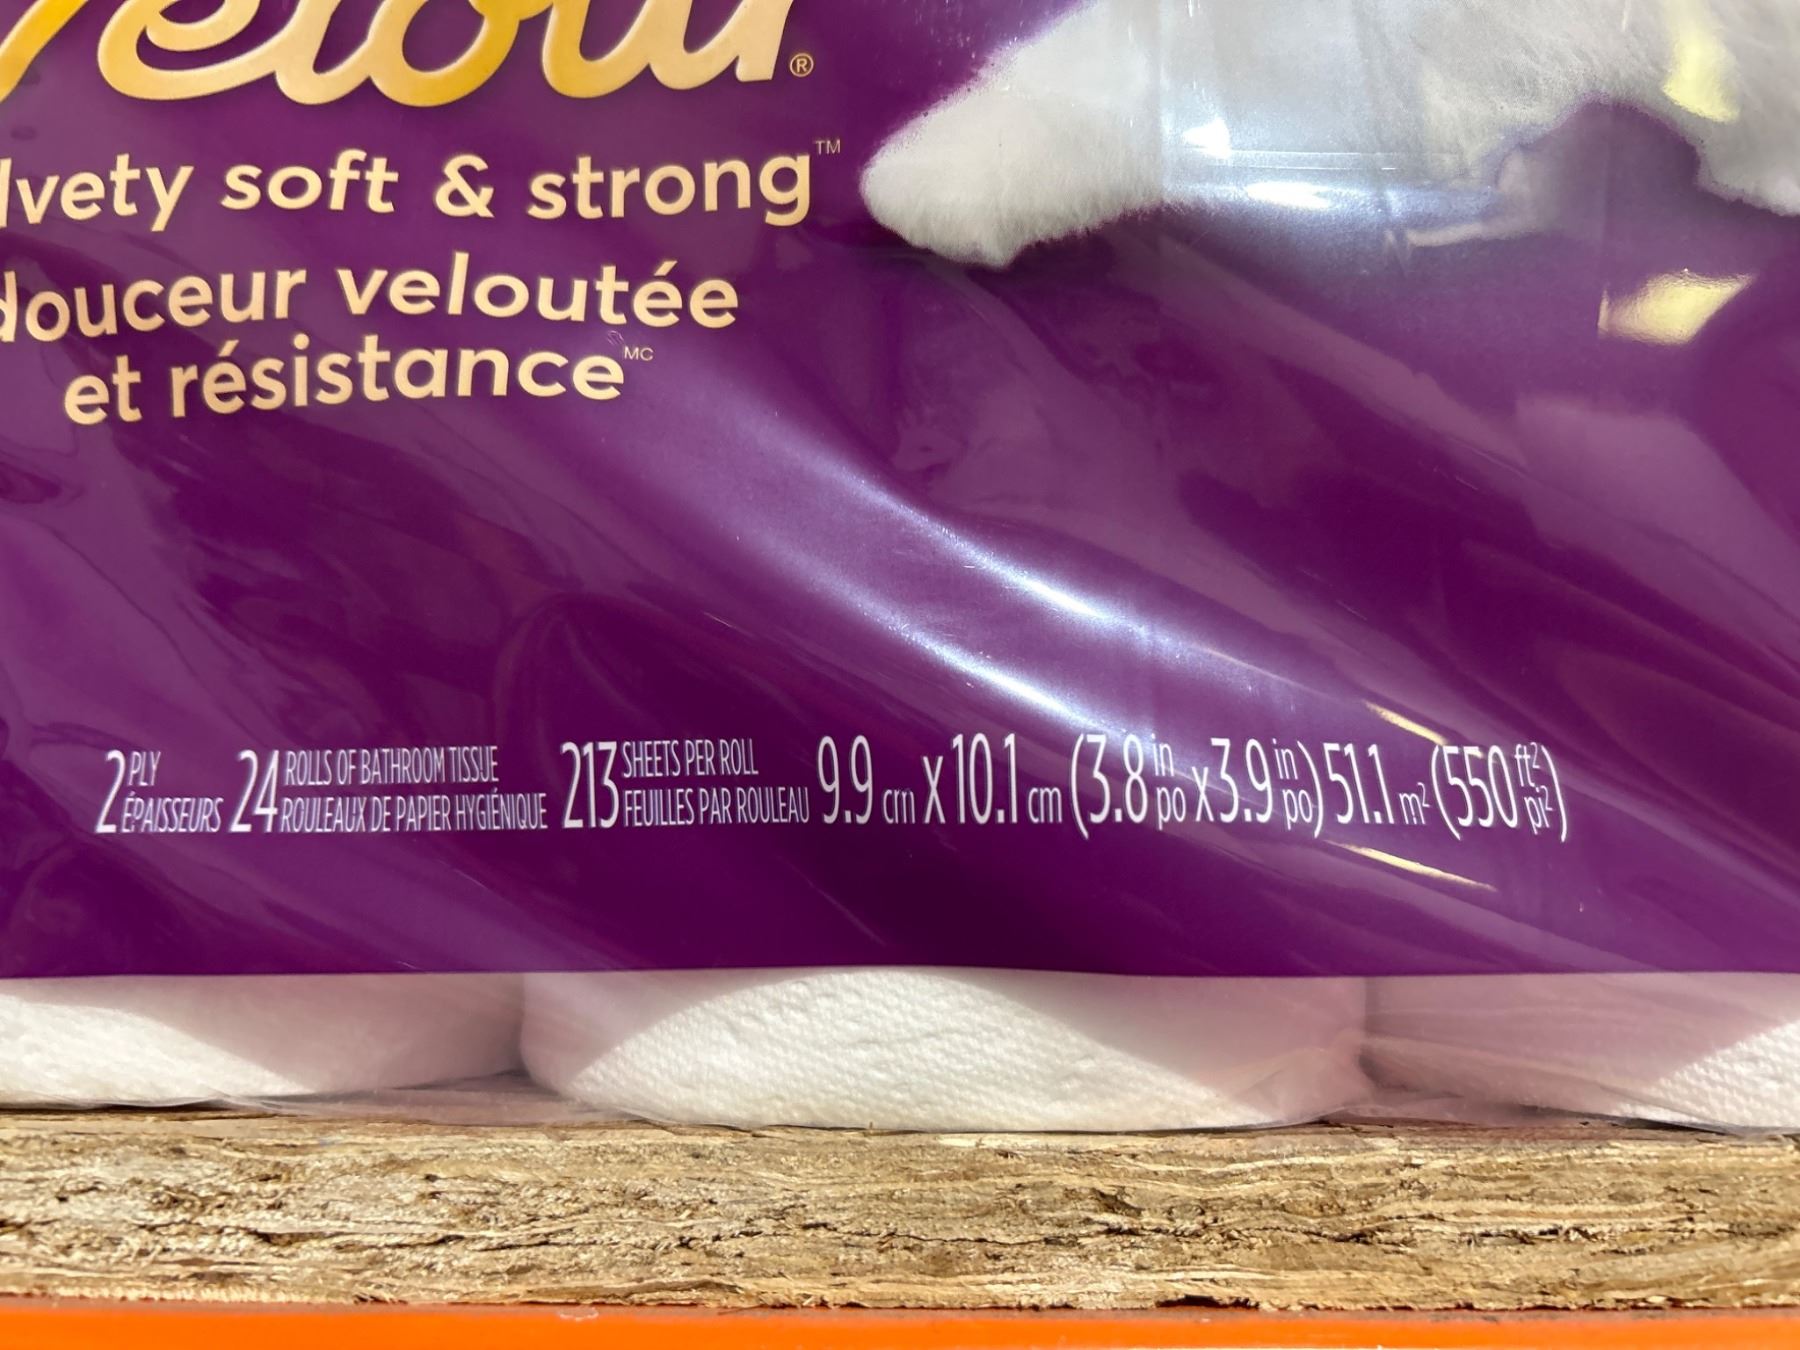 elour®
lvety soft & strong™
douceur veloutée
et résistance MC
2 PLY ÉPAISSEURS 24 ROLLS OF BATHROOM TISSUE ROULEAUX DE PAPIER HYGIÉNIQUE 213 SHEETS PER ROLL FEUILLES PAR ROULEAU 9.9 cm x 10.1 cm (3.8 in po x 3.9 in po) 51.1 m² (550 ft² pi²)